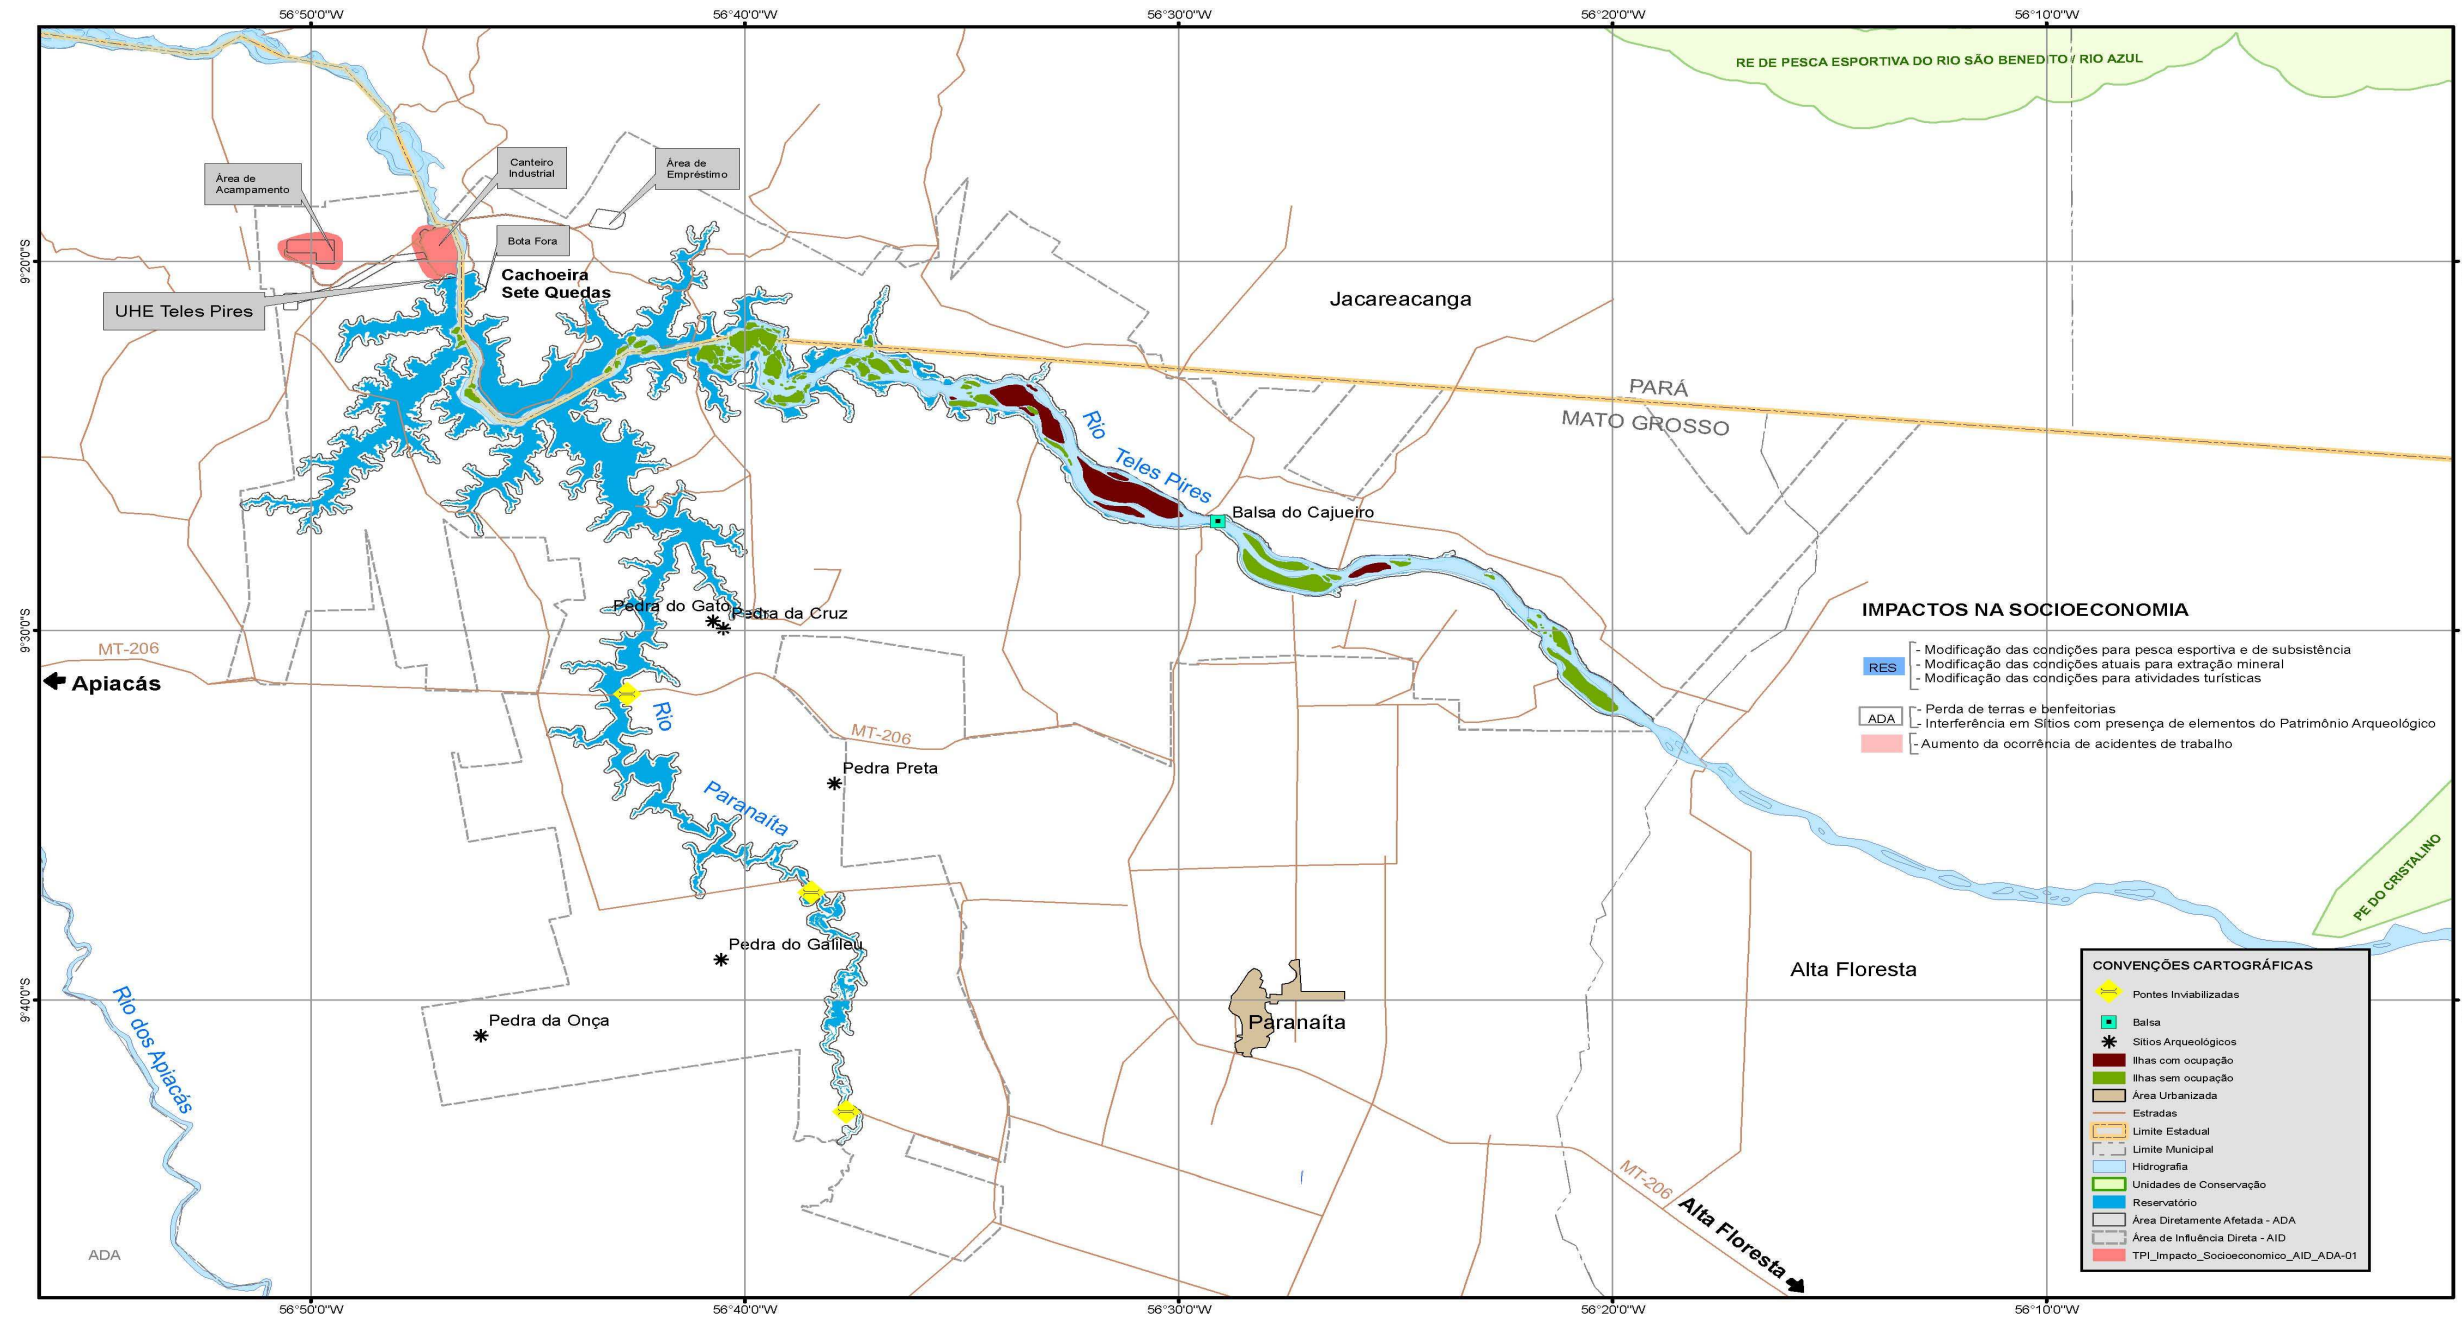 56°50'0"W
56°40'0"W
56°30'0"W
56°20'0"W
56°10'0"W
RE DE PESCA ESPORTIVA DO RIO SÃO BENEDITO / RIO AZUL
Canteiro
Industrial
Área de
Empréstimo
Área de
Acampamento
Bota Fora
9°20'0"S
Cachoeira
Sete Quedas
UHE Teles Pires
Jacareacanga
PARÁ
MATO GROSSO
Rio
Teles Pires
Balsa do Cajueiro
Pedra do Gato
Pedra da Cruz
9°30'0"S
MT-206
Apiacás
IMPACTOS NA SOCIOECONOMIA
RES
- Modificação das condições para pesca esportiva e de subsistência
- Modificação das condições atuais para extração mineral
- Modificação das condições para atividades turísticas
ADA
- Perda de terras e benfeitorias
- Interferência em Sítios com presença de elementos do Patrimônio Arqueológico
- Aumento da ocorrência de acidentes de trabalho
Rio
Paranaíta
MT-206
Pedra Preta
PE DO CRISTALINO
Pedra do Galileu
Alta Floresta
9°40'0"S
Pedra da Onça
Paranaíta
Rio dos Apiacás
MT-206
Alta Floresta
ADA
CONVENÇÕES CARTOGRÁFICAS
Pontes Inviabilizadas
Balsa
Sítios Arqueológicos
Ilhas com ocupação
Ilhas sem ocupação
Área Urbanizada
Estradas
Limite Estadual
Limite Municipal
Hidrografia
Unidades de Conservação
Reservatório
Área Diretamente Afetada - ADA
Área de Influência Direta - AID
TPI_Impacto_Socioeconomico_AID_ADA-01
56°50'0"W
56°40'0"W
56°30'0"W
56°20'0"W
56°10'0"W